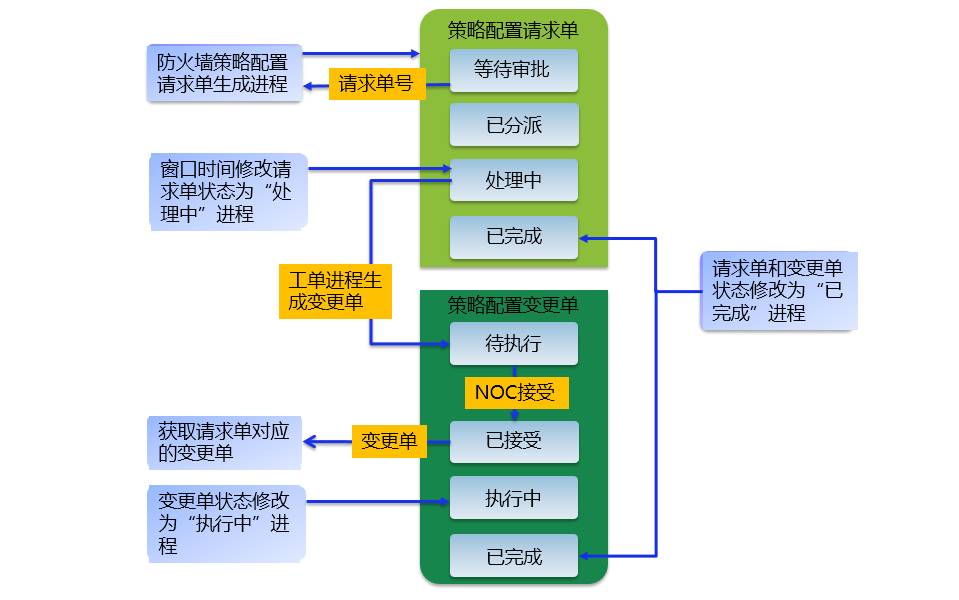 策略配置请求单
防火墙策略配置
请求单生成进程
等待审批
请求单号
已分派
窗口时间修改请
求单状态为“处
理中”进程
处理中
已完成
工单进程生
成变更单
请求单和变更单
状态修改为“已
完成”进程
策略配置变更单
待执行
NOC接受
获取请求单对应
的变更单
变更单
已接受
变更单状态修改
为“执行中”进
程
执行中
已完成